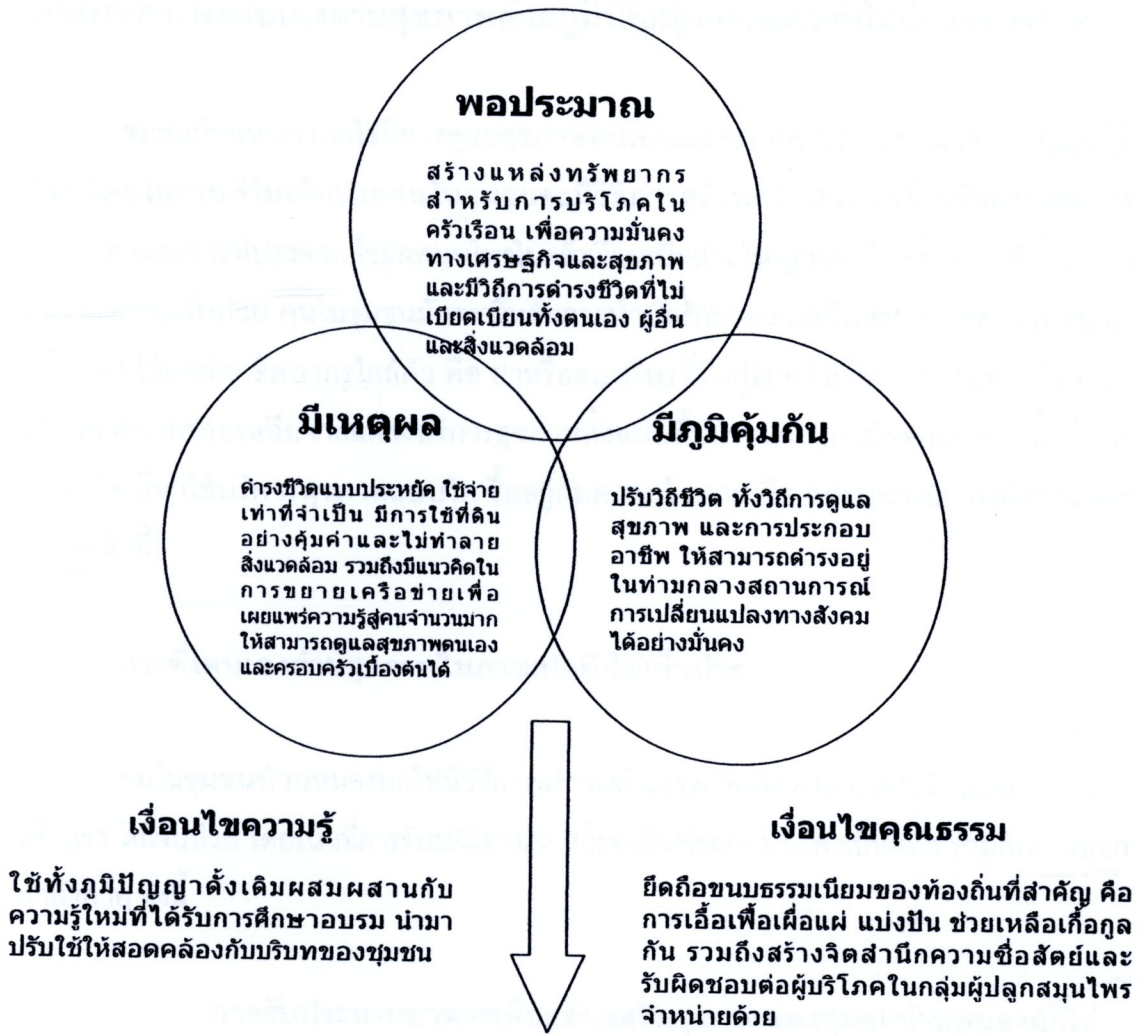 พอประมาณ
สร้างแหล่งทรัพยากร
สำหรับการบริโภคใน
ครัวเรือน เพื่อความมั่นคง
ทางเศรษฐกิจและสุขภาพ
และมีวิถีการดำรงชีวิตที่ไม่
เบียดเบียนทั้งตนเอง ผู้อื่น
และสิ่งแวดล้อม
มีเหตุผล
ดำรงชีวิตแบบประหยัด ใช้จ่าย
เท่าที่จำเป็น มีการใช้ที่ดิน
อย่างคุ้มค่าและไม่ทำลาย
สิ่งแวดล้อม รวมถึงมีแนวคิดใน
การขยายเครือข่ายเพื่อ
เผยแพร่ความรู้สู่คนจำนวนมาก
ให้สามารถดูแลสุขภาพตนเอง
และครอบครัวเบื้องต้นได้
มีภูมิคุ้มกัน
ปรับวิถีชีวิต ทั้งวิถีการดูแล
สุขภาพ และการประกอบ
อาชีพ ให้สามารถดำรงอยู่
ในท่ามกลางสถานการณ์
การเปลี่ยนแปลงทางสังคม
ได้อย่างมั่นคง
เงื่อนไขความรู้
ใช้ทั้งภูมิปัญญาดั้งเดิมผสมผสานกับ
ความรู้ใหม่ที่ได้รับการศึกษาอบรม นำมา
ปรับใช้ให้สอดคล้องกับบริบทของชุมชน
เงื่อนไขคุณธรรม
ยึดถือขนบธรรมเนียมของท้องถิ่นที่สำคัญ คือ
การเอื้อเฟื้อเผื่อแผ่ แบ่งปัน ช่วยเหลือเกื้อกูล
กัน รวมถึงสร้างจิตสำนึกความซื่อสัตย์และ
รับผิดชอบต่อผู้บริโภคในกลุ่มผู้ปลูกสมุนไพร
จำหน่ายด้วย